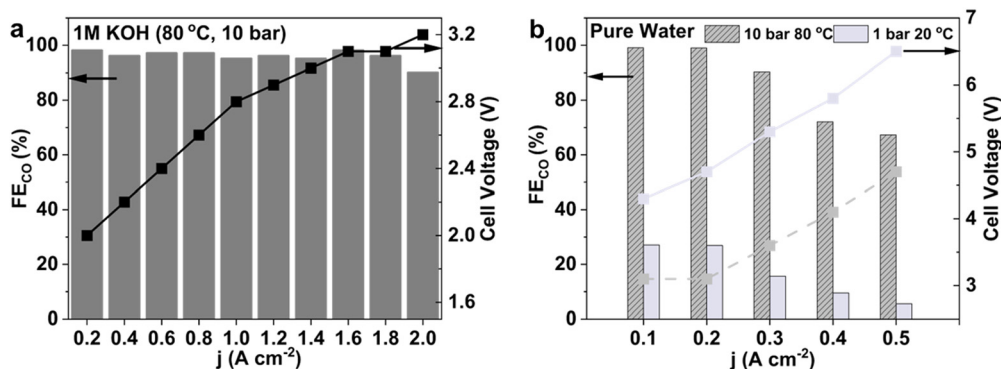 a
1M KOH (80 °C, 10 bar)
FE_CO (%)
100
80
60
40
20
0
0.2 0.4 0.6 0.8 1.0 1.2 1.4 1.6 1.8 2.0
j (A cm⁻²)
3.2
2.8
2.4
2.0
1.6
Cell Voltage (V)
b
Pure Water
10 bar 80 °C
1 bar 20 °C
FE_CO (%)
100
80
60
40
20
0
0.1 0.2 0.3 0.4 0.5
j (A cm⁻²)
7
6
5
4
3
Cell Voltage (V)